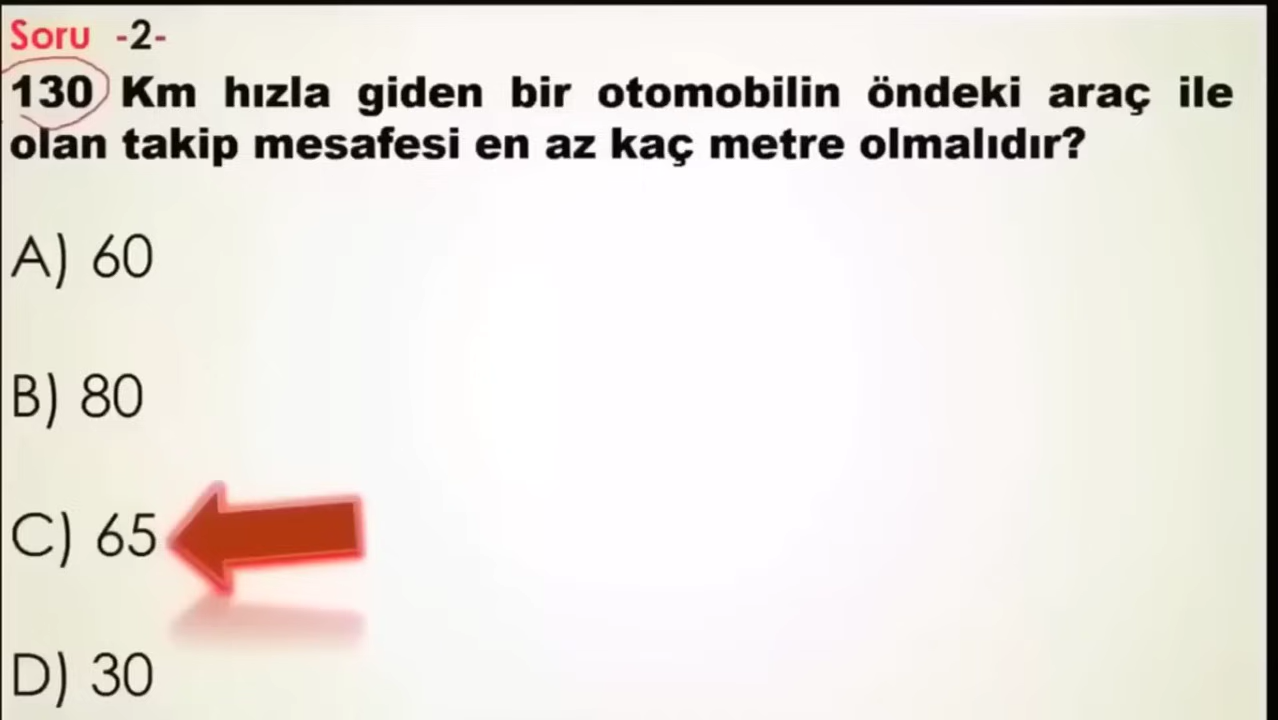 Soru -2-
130 Km hızla giden bir otomobilin öndeki araç ile
olan takip mesafesi en az kaç metre olmalıdır?
A) 60
B) 80
C) 65
D) 30